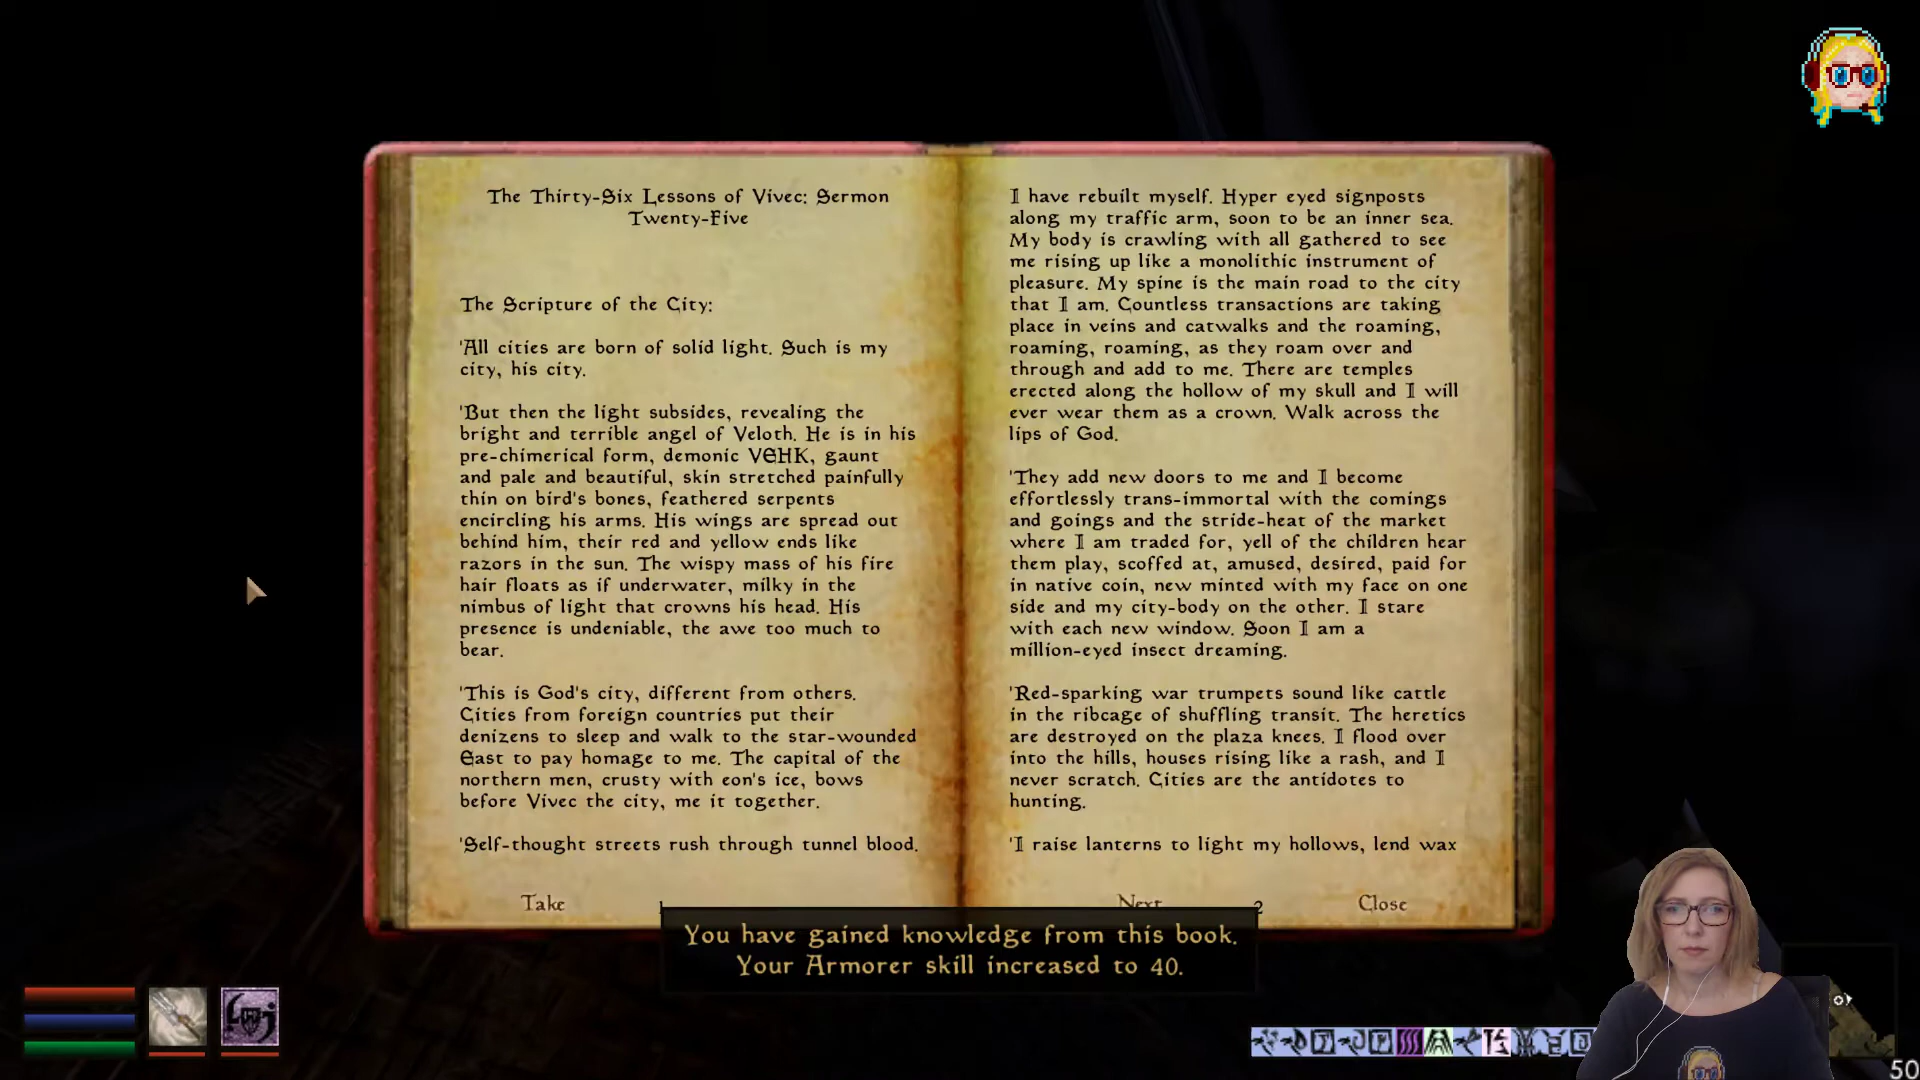 The Thirty-Six Lessons of Vivec: Sermon
Twenty-Five
The Scripture of the City:
'All cities are born of solid light. Such is my
city, his city.
'But then the light subsides, revealing the
bright and terrible angel of Veloth. He is in his
pre-chimerical form, demonic VEHK, gaunt
and pale and beautiful, skin stretched painfully
thin on bird's bones, feathered serpents
encircling his arms. His wings are spread out
behind him, their red and yellow ends like
razors in the sun. The wispy mass of his fire
hair floats as if underwater, milky in the
nimbus of light that crowns his head. His
presence is undeniable, the awe too much to
bear.
'This is God's city, different from others.
Cities from foreign countries put their
denizens to sleep and walk to the star-wounded
East to pay homage to me. The capital of the
northern men, crusty with eon's ice, bows
before Vivec the city, me it together.
'Self-thought streets rush through tunnel blood.
I have rebuilt myself. Hyper eyed signposts
along my traffic arm, soon to be an inner sea.
My body is crawling with all gathered to see
me rising up like a monolithic instrument of
pleasure. My spine is the main road to the city
that I am. Countless transactions are taking
place in veins and catwalks and the roaming,
roaming, roaming, as they roam over and
through and add to me. There are temples
erected along the hollow of my skull and I will
ever wear them as a crown. Walk across the
lips of God.
'They add new doors to me and I become
effortlessly trans-immortal with the comings
and goings and the stride-heat of the market
where I am traded for, yell of the children hear
them play, scoffed at, amused, desired, paid for
in native coin, new minted with my face on one
side and my city-body on the other. I stare
with each new window. Soon I am a
million-eyed insect dreaming.
'Red-sparking war trumpets sound like cattle
in the ribcage of shuffling transit. The heretics
are destroyed on the plaza knees. I flood over
into the hills, houses rising like a rash, and I
never scratch. Cities are the antidotes to
hunting.
'I raise lanterns to light my hollows, lend wax
Take
1
Next
2
Close
You have gained knowledge from this book.
Your Armorer skill increased to 40.
50